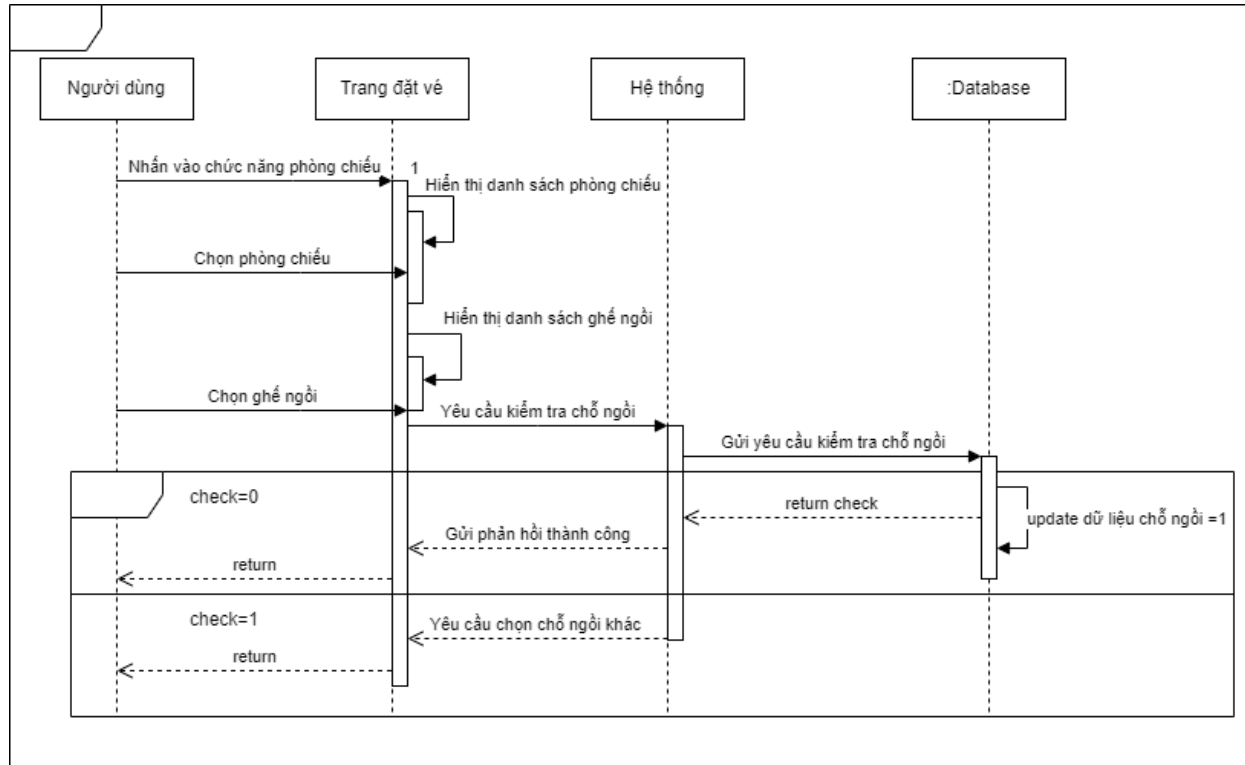 Người dùng
Trang đặt vé
Hệ thống
:Database
Nhấn vào chức năng phòng chiếu
1
Hiển thị danh sách phòng chiếu
Chọn phòng chiếu
Hiển thị danh sách ghế ngồi
Chọn ghế ngồi
Yêu cầu kiểm tra chỗ ngồi
Gửi yêu cầu kiểm tra chỗ ngồi
check=0
return check
update dữ liệu chỗ ngồi =1
Gửi phản hồi thành công
return
check=1
Yêu cầu chọn chỗ ngồi khác
return